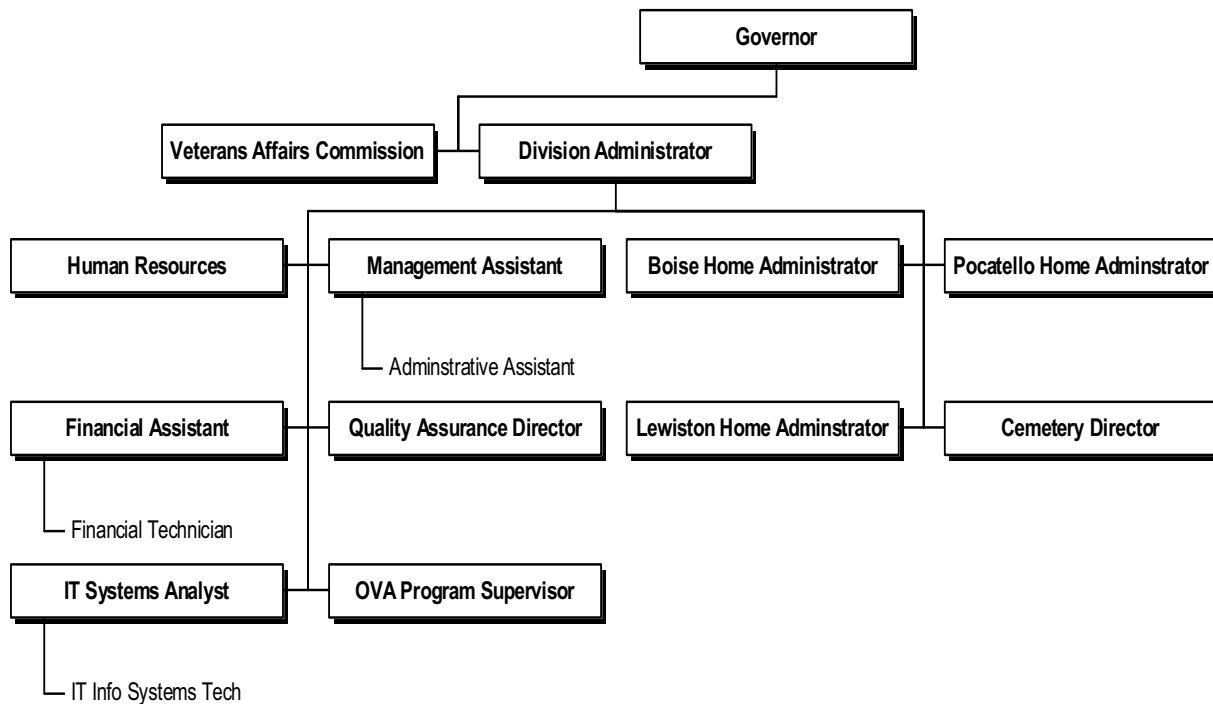 Governor
Veterans Affairs Commission
Division Administrator
Human Resources
Management Assistant
Boise Home Administrator
Pocatello Home Adminstrator
Adminstrative Assistant
Financial Assistant
Quality Assurance Director
Lewiston Home Adminstrator
Cemetery Director
Financial Technician
IT Systems Analyst
OVA Program Supervisor
IT Info Systems Tech